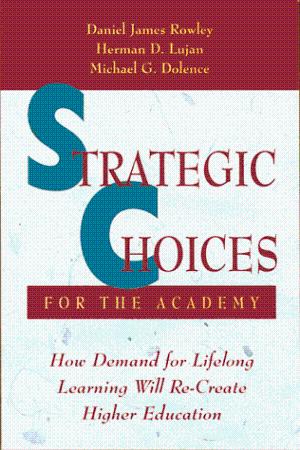 Daniel James Rowley
Herman D. Lujan
Michael G. Dolence
STRATEGIC
CHOICES
FOR THE ACADEMY
How Demand for Lifelong
Learning Will Re-Create
Higher Education